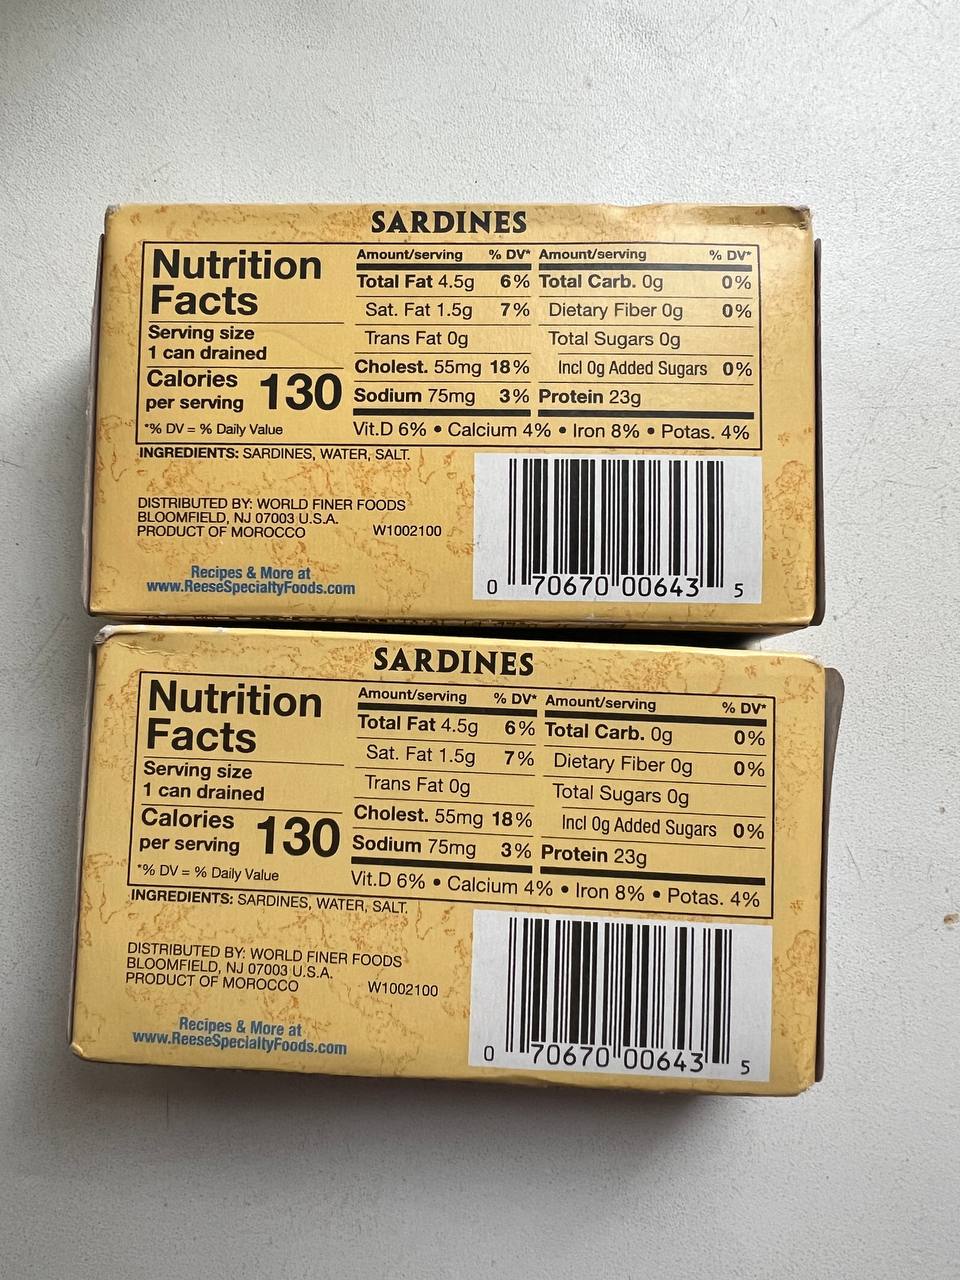 SARDINES
Nutrition
Facts
Serving size
1 can drained
Calories
per serving 130
*% DV = % Daily Value
Amount/serving % DV*
Total Fat 4.5g 6%
Sat. Fat 1.5g 7%
Trans Fat 0g
Cholest. 55mg 18%
Sodium 75mg 3%
Amount/serving % DV*
Total Carb. 0g 0%
Dietary Fiber 0g 0%
Total Sugars 0g
Incl 0g Added Sugars 0%
Protein 23g
Vit.D 6% • Calcium 4% • Iron 8% • Potas. 4%
INGREDIENTS: SARDINES, WATER, SALT.
DISTRIBUTED BY: WORLD FINER FOODS
BLOOMFIELD, NJ 07003 U.S.A.
PRODUCT OF MOROCCO W1002100
Recipes & More at
www.ReeseSpecialtyFoods.com
0 70670 00643 5
SARDINES
Nutrition
Facts
Serving size
1 can drained
Calories
per serving 130
*% DV = % Daily Value
Amount/serving % DV*
Total Fat 4.5g 6%
Sat. Fat 1.5g 7%
Trans Fat 0g
Cholest. 55mg 18%
Sodium 75mg 3%
Amount/serving % DV*
Total Carb. 0g 0%
Dietary Fiber 0g 0%
Total Sugars 0g
Incl 0g Added Sugars 0%
Protein 23g
Vit.D 6% • Calcium 4% • Iron 8% • Potas. 4%
INGREDIENTS: SARDINES, WATER, SALT.
DISTRIBUTED BY: WORLD FINER FOODS
BLOOMFIELD, NJ 07003 U.S.A.
PRODUCT OF MOROCCO W1002100
Recipes & More at
www.ReeseSpecialtyFoods.com
0 70670 00643 5